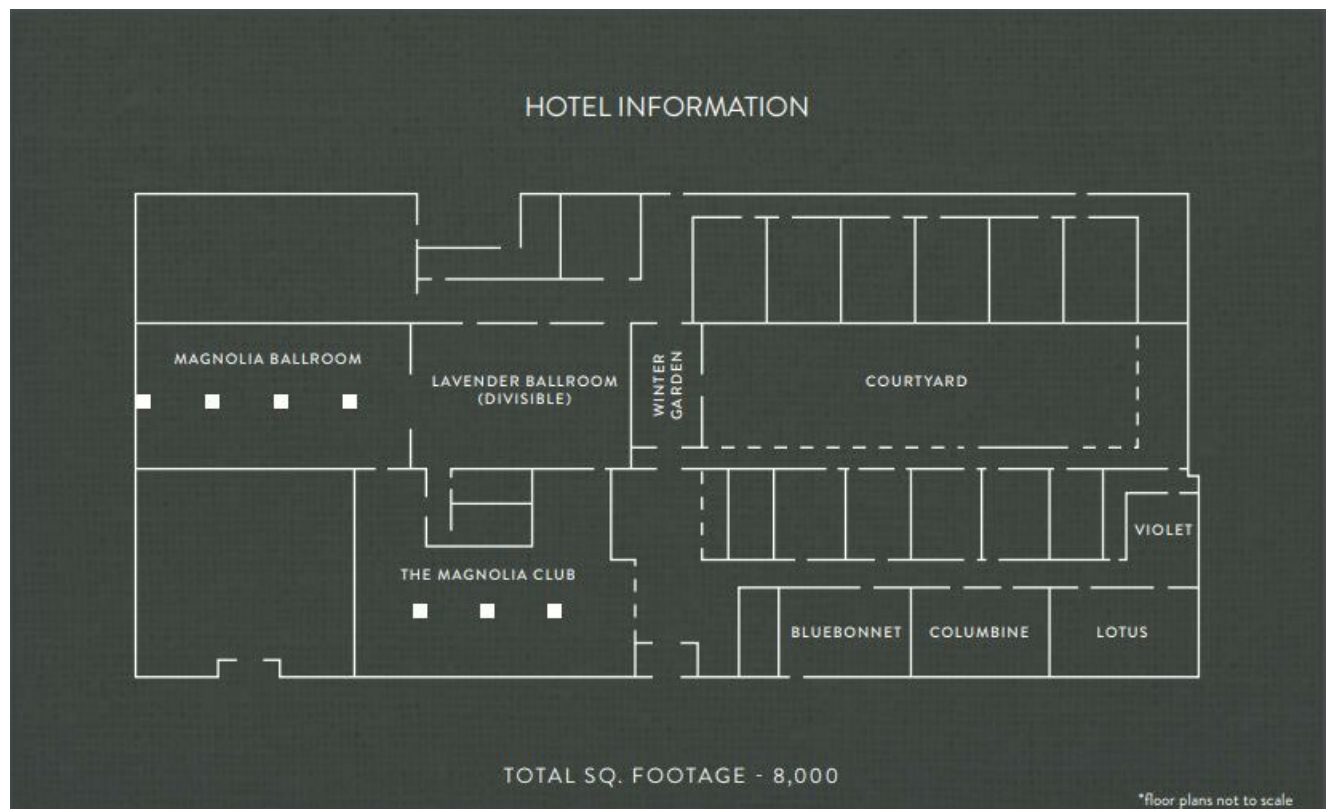 HOTEL INFORMATION
MAGNOLIA BALLROOM
LAVENDER BALLROOM
(DIVISIBLE)
WINTER
GARDEN
COURTYARD
VIOLET
THE MAGNOLIA CLUB
BLUEBONNET
COLUMBINE
LOTUS
TOTAL SQ. FOOTAGE - 8,000
*floor plans not to scale